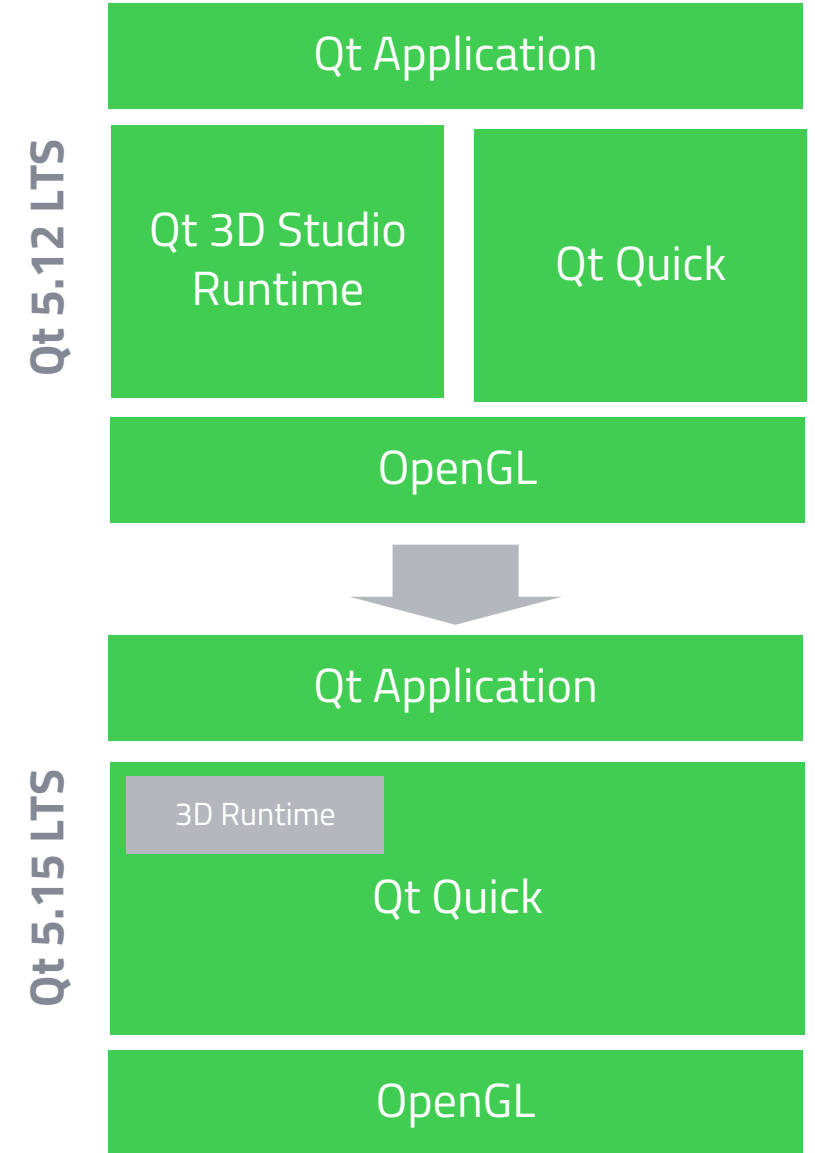 Qt 5.12 LTS
Qt Application
Qt 3D Studio
Runtime
Qt Quick
OpenGL
Qt 5.15 LTS
Qt Application
3D Runtime
Qt Quick
OpenGL